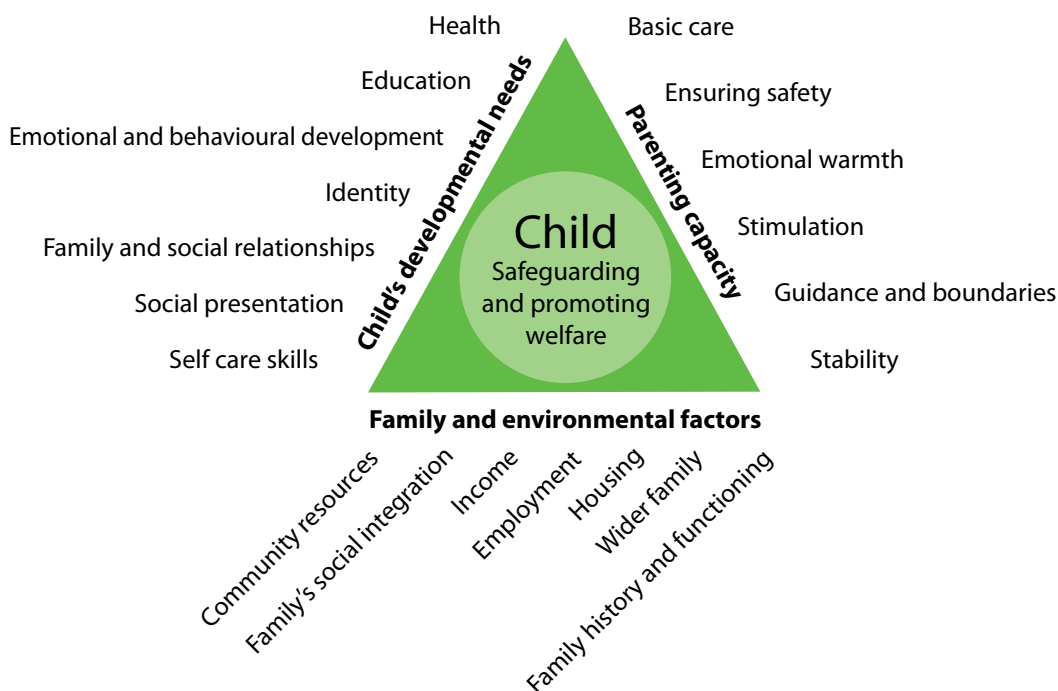 Health
Education
Emotional and behavioural development
Identity
Family and social relationships
Social presentation
Self care skills
Child's developmental needs
Basic care
Ensuring safety
Emotional warmth
Stimulation
Guidance and boundaries
Stability
Parenting capacity
Child
Safeguarding
and promoting
welfare
Family and environmental factors
Community resources
Family's social integration
Income
Employment
Housing
Wider family
Family history and functioning